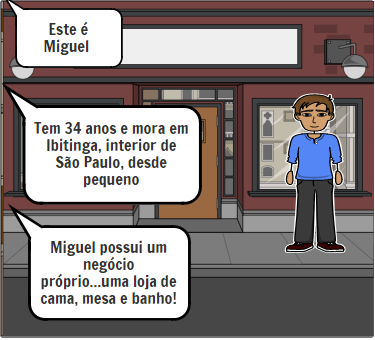 Este é
Miguel
Tem 34 anos e mora em
Ibitinga, interior de
São Paulo, desde
pequeno
Miguel possui um
negócio
próprio...uma loja de
cama, mesa e banho!